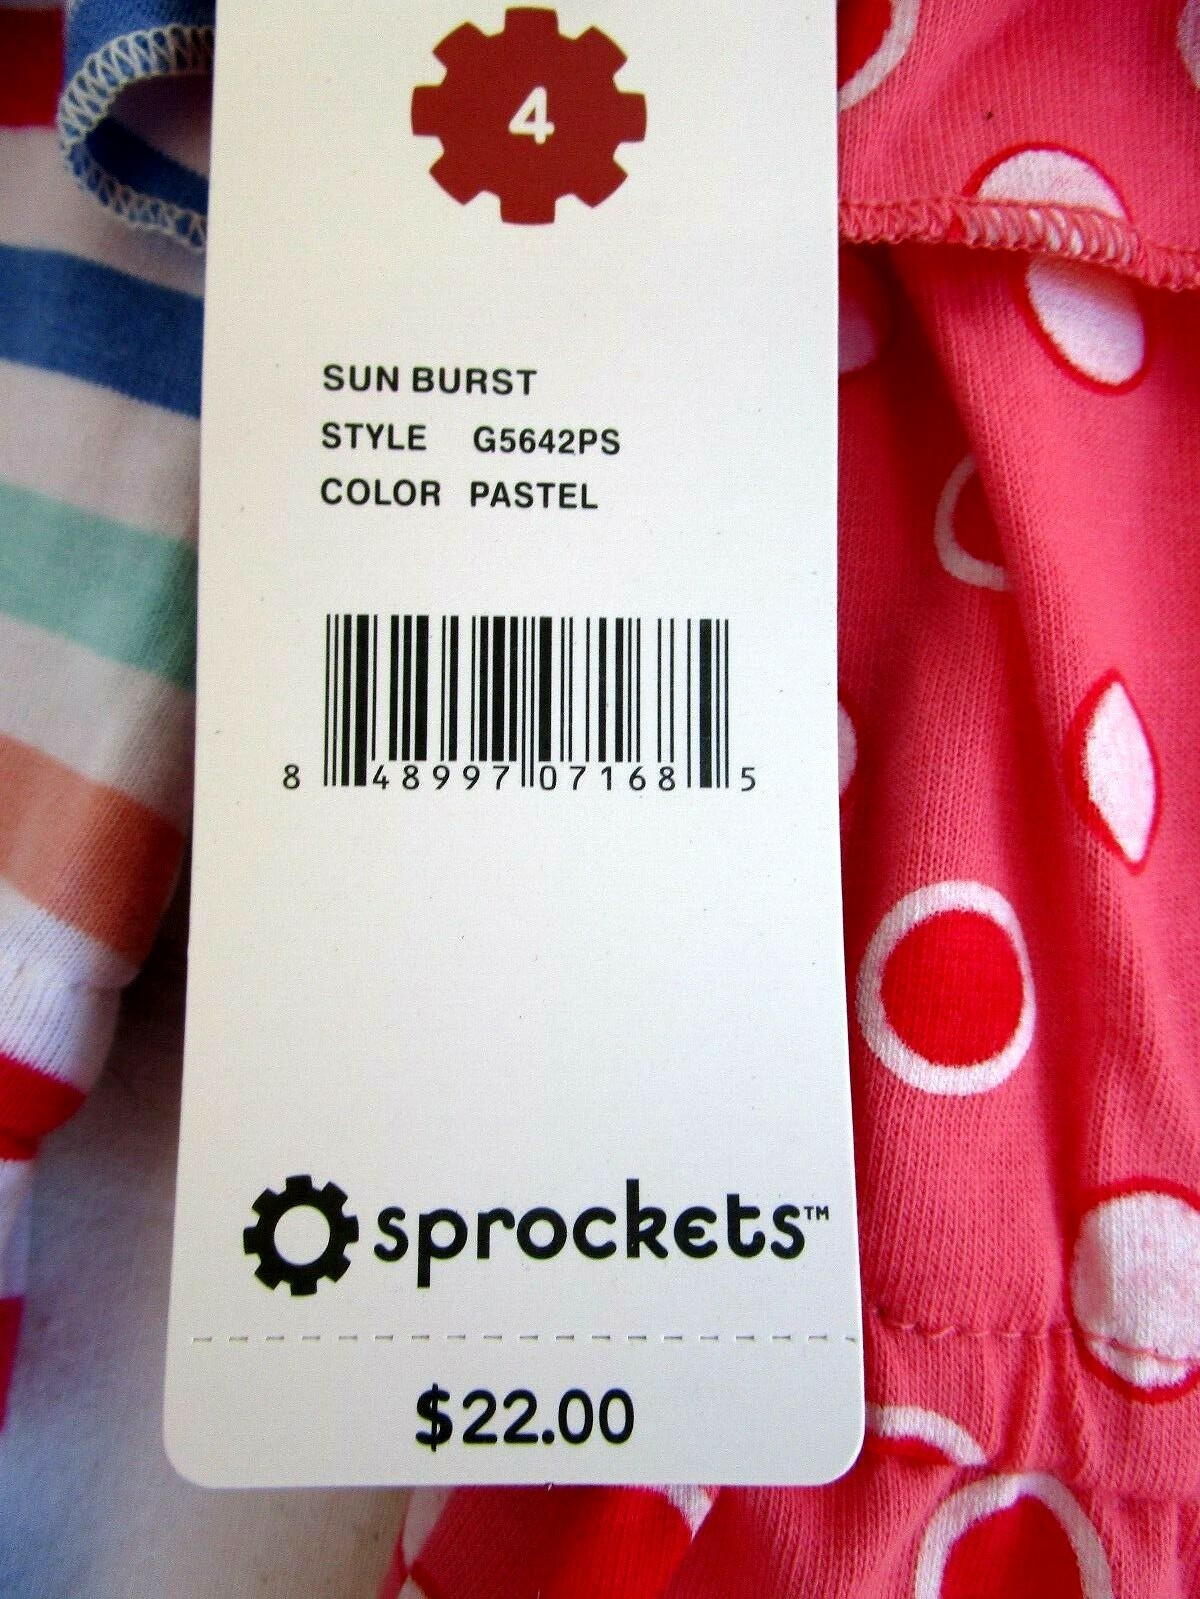 4
SUN BURST
STYLE G5642PS
COLOR PASTEL
8 48997 07168 5
sprockets™
$22.00